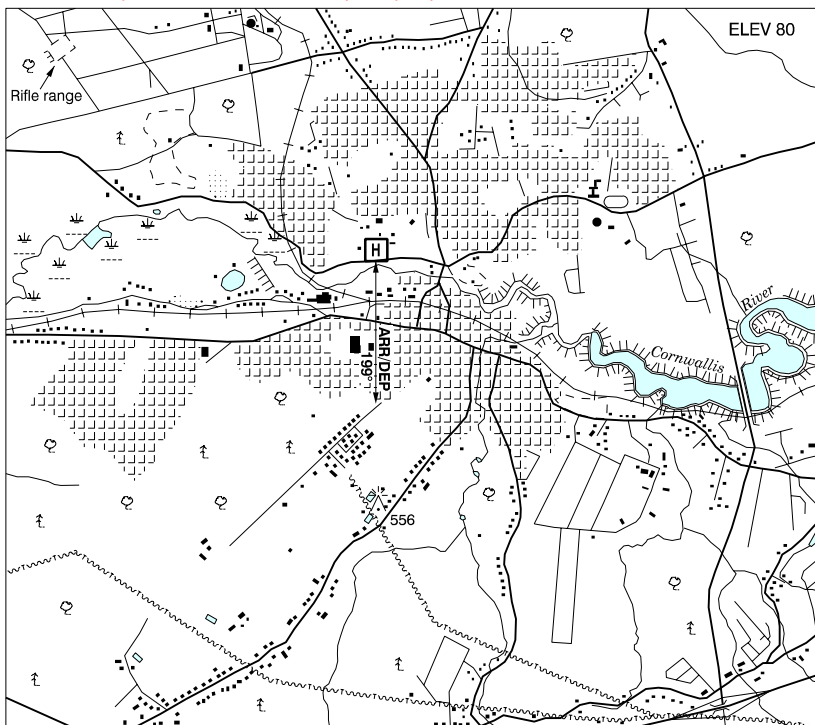 ELEV 80
Rifle range
H
ARR/DEP
199°
River
Cornwallis
556